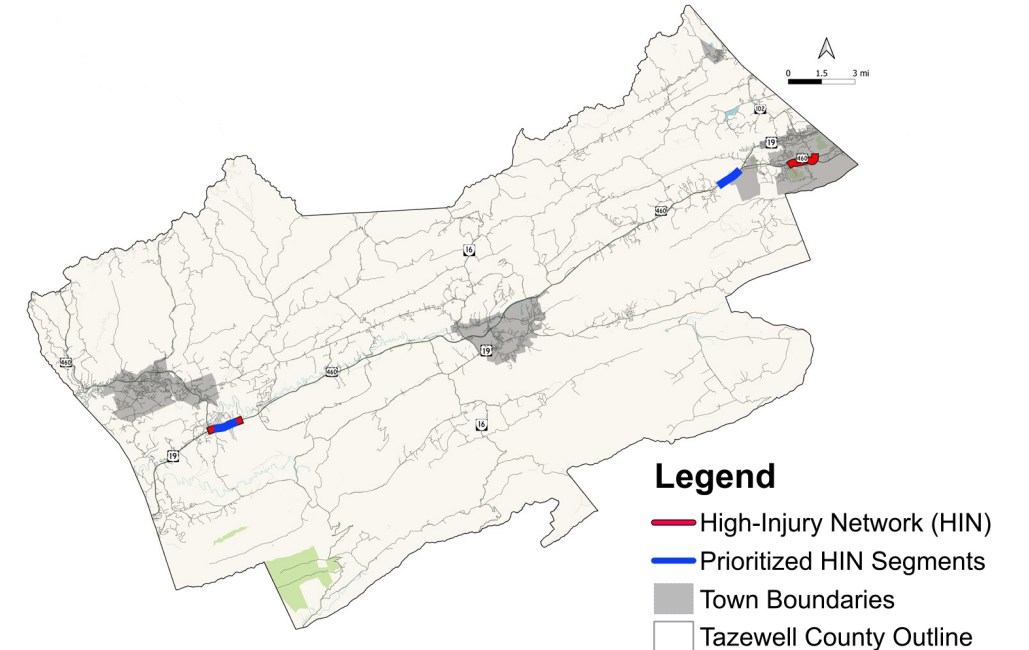 0 1.5 3 mi
102
19
460
460
16
19
460
460
16
19
Legend
High-Injury Network (HIN)
Prioritized HIN Segments
Town Boundaries
Tazewell County Outline